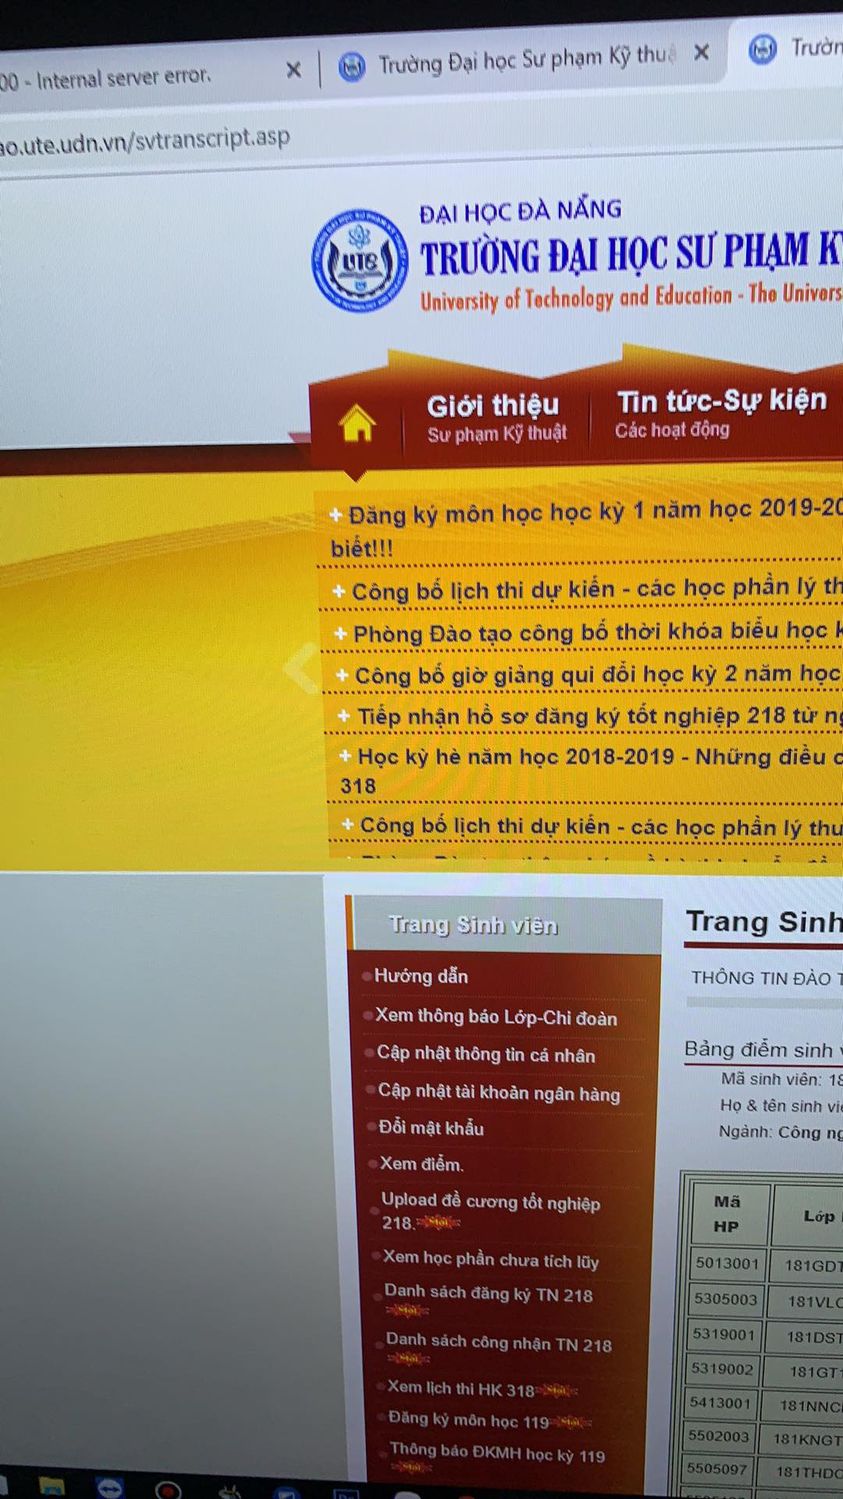 00 - Internal server error.
Trường Đại học Sư phạm Kỹ thuậ
Trườn
ao.ute.udn.vn/svtranscript.asp
ĐẠI HỌC ĐÀ NẴNG
TRƯỜNG ĐẠI HỌC SƯ PHẠM KỸ
University of Technology and Education - The Univers
UTE
Giới thiệu
Sư phạm Kỹ thuật
Tin tức-Sự kiện
Các hoạt động
+ Đăng ký môn học học kỳ 1 năm học 2019-20
biết!!!
+ Công bố lịch thi dự kiến - các học phần lý th
+ Phòng Đào tạo công bố thời khóa biểu học k
+ Công bố giờ giảng qui đổi học kỳ 2 năm học
+ Tiếp nhận hồ sơ đăng ký tốt nghiệp 218 từ ng
+ Học kỳ hè năm học 2018-2019 - Những điều c
318
+ Công bố lịch thi dự kiến - các học phần lý thu
Trang Sinh viên
Hướng dẫn
Xem thông báo Lớp-Chi đoàn
Cập nhật thông tin cá nhân
Cập nhật tài khoản ngân hàng
Đổi mật khẩu
Xem điểm.
Upload đề cương tốt nghiệp
218. Mới
Xem học phần chưa tích lũy
Danh sách đăng ký TN 218
Mới
Danh sách công nhận TN 218
Mới
Xem lịch thi HK 318 Mới
Đăng ký môn học 119 Mới
Thông báo ĐKMH học kỳ 119
Mới
Trang Sinh
THÔNG TIN ĐÀO T
Bảng điểm sinh v
Mã sinh viên: 18
Họ & tên sinh viê
Ngành: Công ng
Mã
HP
Lớp
5013001 181GDT
5305003 181VLC
5319001 181DST
5319002 181GT1
5413001 181NNC
5502003 181KNGT
5505097 181THDC